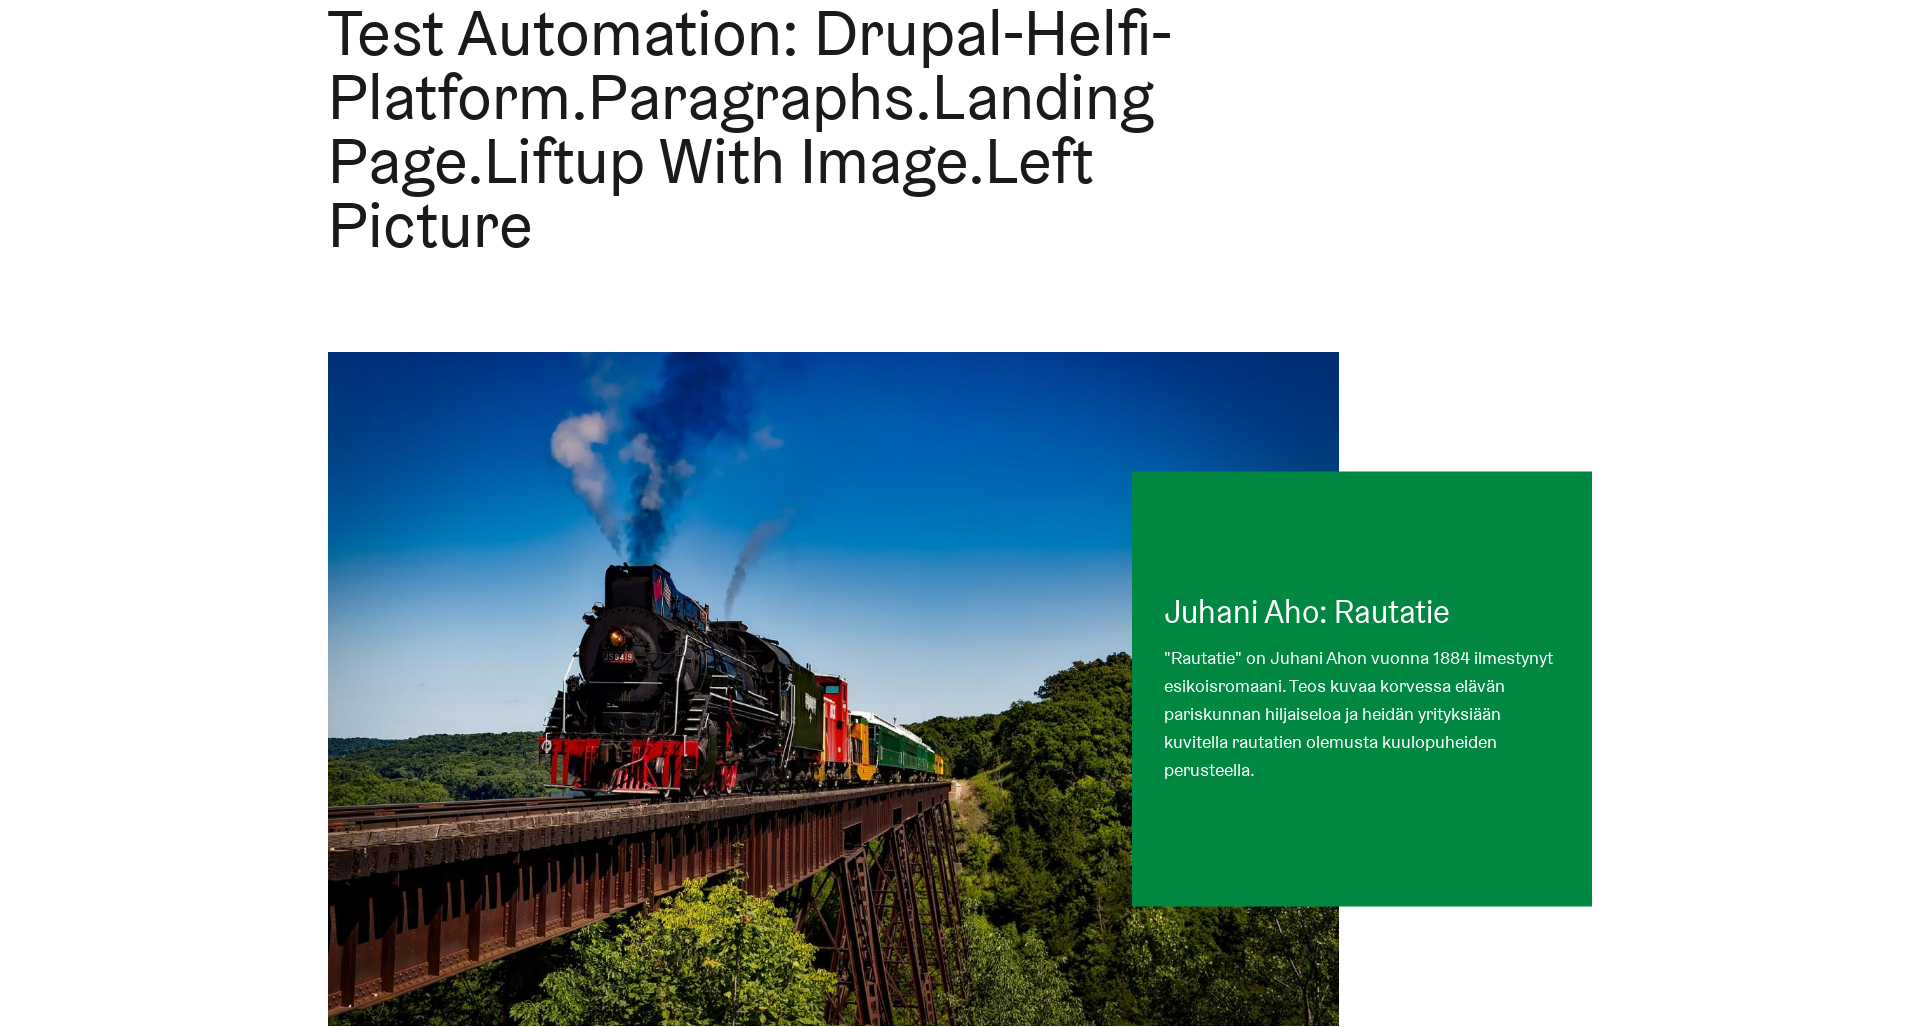 Test Automation: Drupal-Helfi-
Platform.Paragraphs.Landing
Page.Liftup With Image.Left
Picture
JS8419
Juhani Aho: Rautatie
"Rautatie" on Juhani Ahon vuonna 1884 ilmestynyt
esikoisromaani. Teos kuvaa korvessa elävän
pariskunnan hiljaiseloa ja heidän yrityksiään
kuvitella rautatien olemusta kuulopuheiden
perusteella.